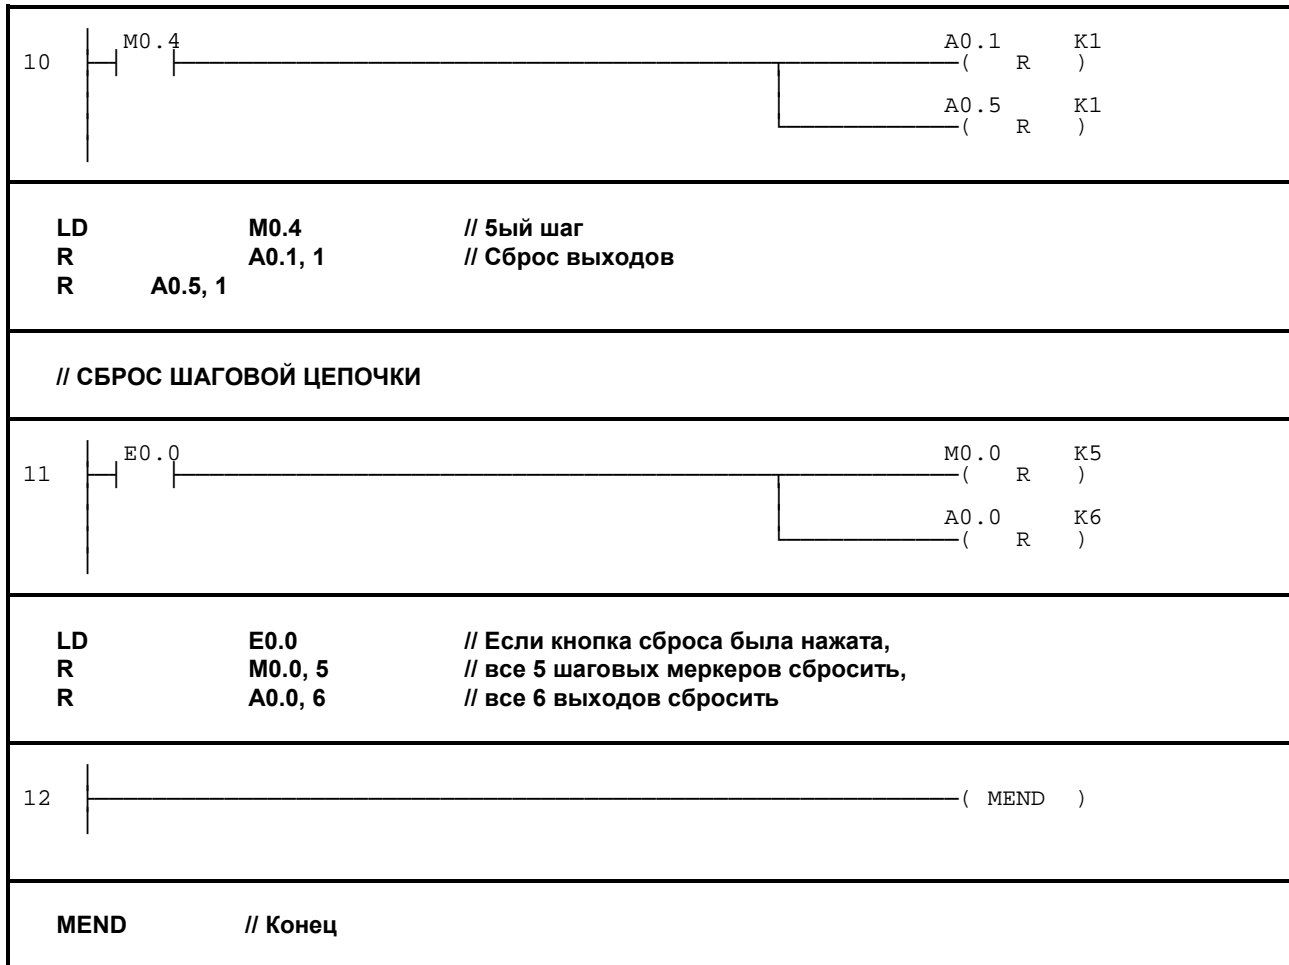 M0.4 A0.1 K1
10 ( R )
A0.5 K1
( R )
LD M0.4 // 5ый шаг
R A0.1, 1 // Сброс выходов
R A0.5, 1
// СБРОС ШАГОВОЙ ЦЕПОЧКИ
E0.0 M0.0 K5
11 ( R )
A0.0 K6
( R )
LD E0.0 // Если кнопка сброса была нажата,
R M0.0, 5 // все 5 шаговых меркеров сбросить,
R A0.0, 6 // все 6 выходов сбросить
12 ( MEND )
MEND // Конец